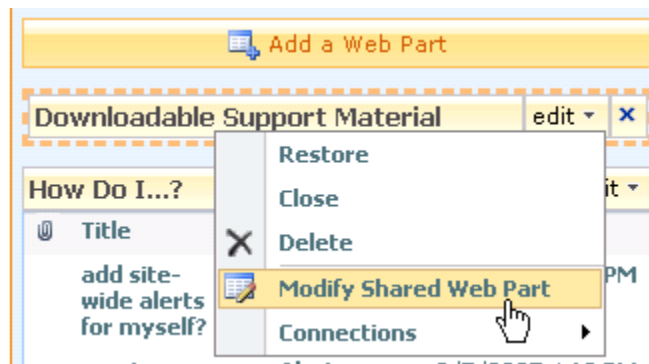 Add a Web Part
Downloadable Support Material edit
Restore
How Do I...? it
Close
Title
Delete
add site-
wide alerts
for myself?
PM
Modify Shared Web Part
Connections